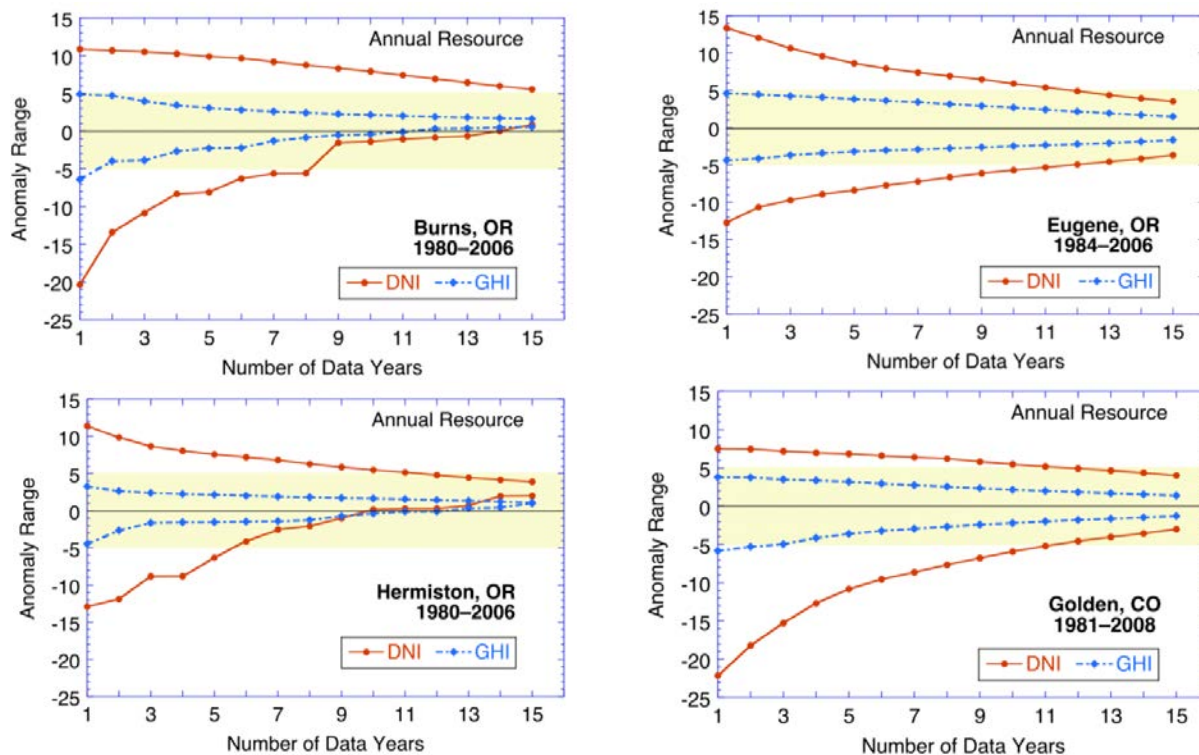 15
10
5
0
-5
-10
-15
-20
-25
Anomaly Range
Annual Resource
Burns, OR
1980–2006
DNI GHI
1 3 5 7 9 11 13 15
Number of Data Years
15
10
5
0
-5
-10
-15
-20
-25
Anomaly Range
Annual Resource
Eugene, OR
1984–2006
DNI GHI
1 3 5 7 9 11 13 15
Number of Data Years
15
10
5
0
-5
-10
-15
-20
-25
Anomaly Range
Annual Resource
Hermiston, OR
1980–2006
DNI GHI
1 3 5 7 9 11 13 15
Number of Data Years
15
10
5
0
-5
-10
-15
-20
-25
Anomaly Range
Annual Resource
Golden, CO
1981–2008
DNI GHI
1 3 5 7 9 11 13 15
Number of Data Years